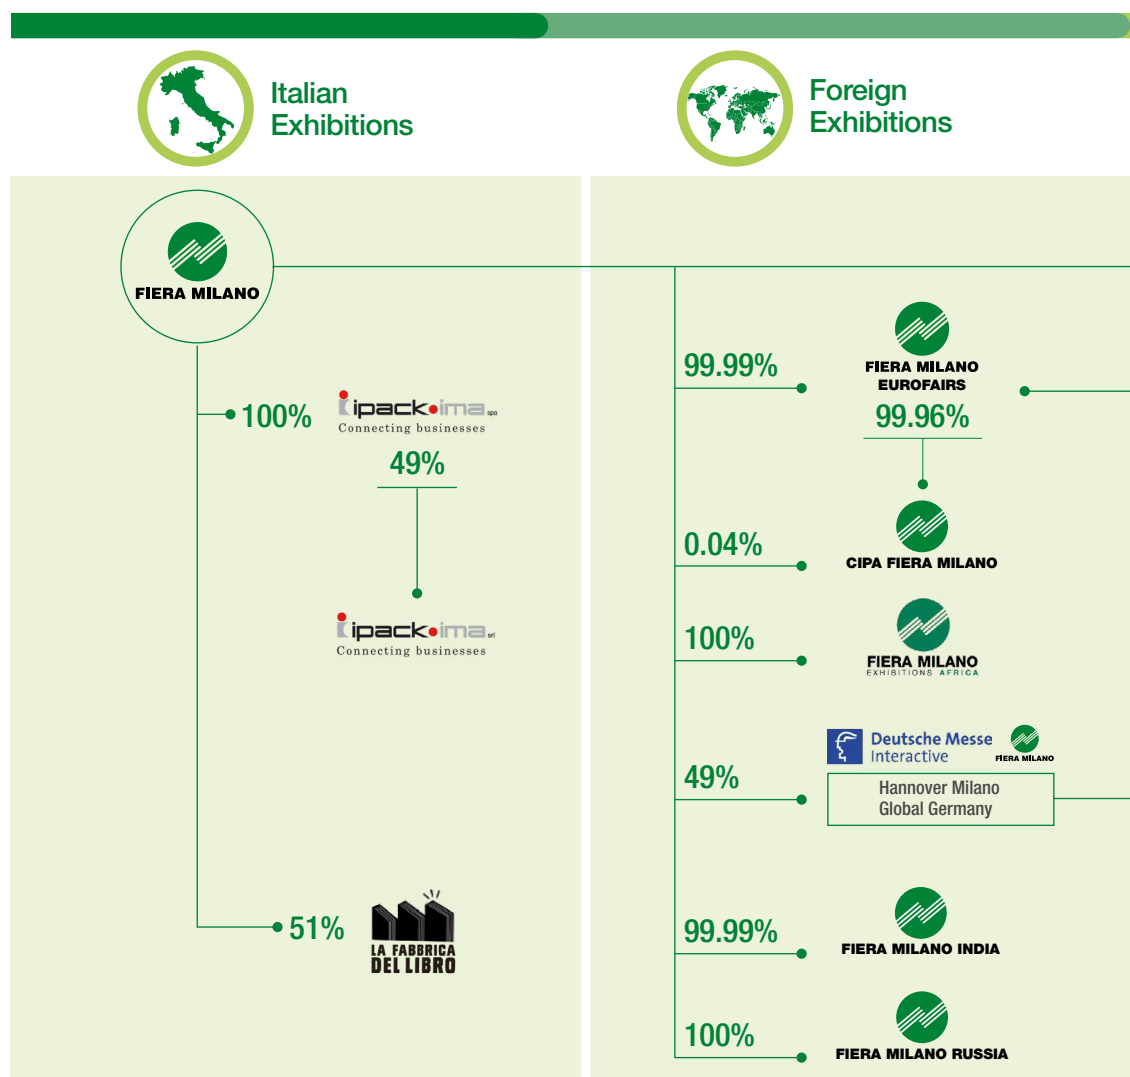 Italian
Exhibitions
Foreign
Exhibitions
FIERA MILANO
100%
ipack ima spa
Connecting businesses
49%
ipack ima srl
Connecting businesses
51%
LA FABBRICA
DEL LIBRO
99.99%
FIERA MILANO
EUROFAIRS
99.96%
0.04%
CIPA FIERA MILANO
100%
FIERA MILANO
EXHIBITIONS AFRICA
49%
Deutsche Messe
Interactive
FIERA MILANO
Hannover Milano
Global Germany
99.99%
FIERA MILANO INDIA
100%
FIERA MILANO RUSSIA